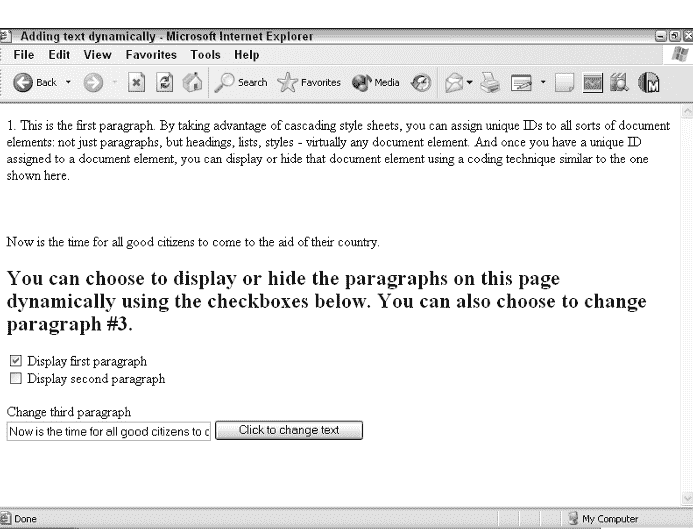 Adding text dynamically - Microsoft Internet Explorer
File Edit View Favorites Tools Help
Back Search Favorites Media
1. This is the first paragraph. By taking advantage of cascading style sheets, you can assign unique IDs to all sorts of document
elements: not just paragraphs, but headings, lists, styles - virtually any document element. And once you have a unique ID
assigned to a document element, you can display or hide that document element using a coding technique similar to the one
shown here.
Now is the time for all good citizens to come to the aid of their country.
You can choose to display or hide the paragraphs on this page
dynamically using the checkboxes below. You can also choose to change
paragraph #3.
Display first paragraph
Display second paragraph
Change third paragraph
Now is the time for all good citizens to c Click to change text
Done My Computer